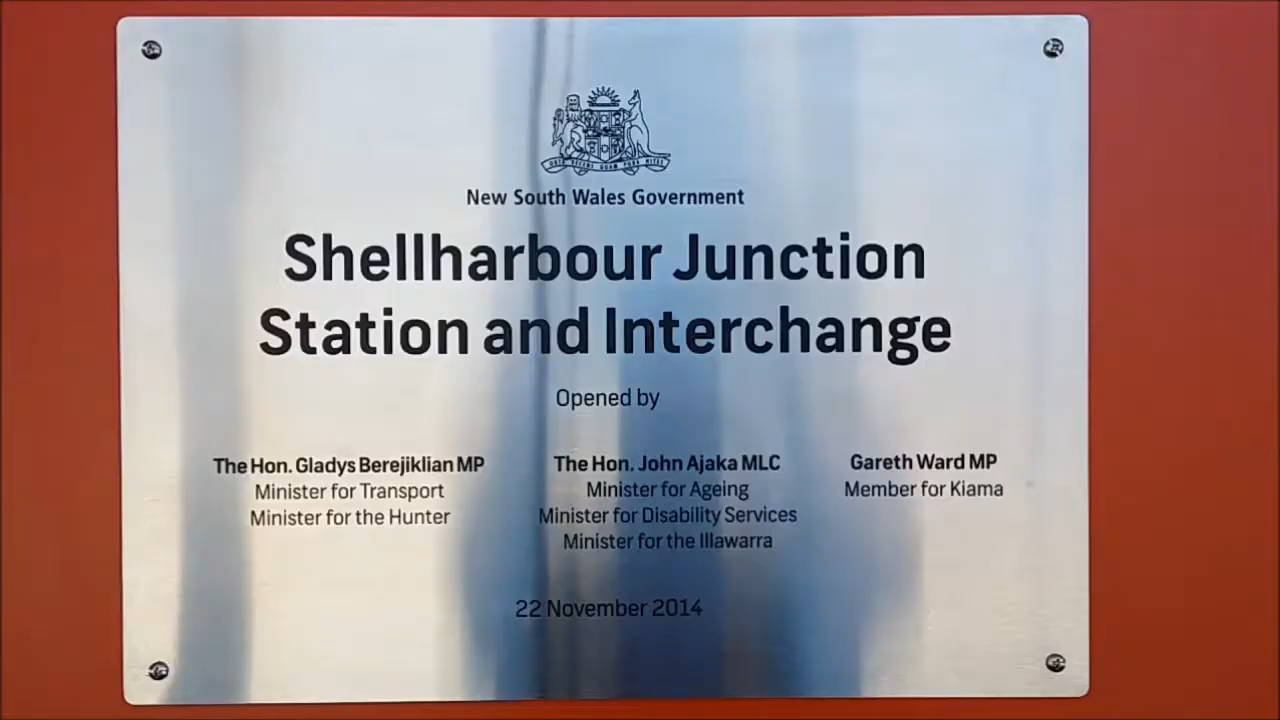 New South Wales Government
Shellharbour Junction
Station and Interchange
Opened by
The Hon. Gladys Berejiklian MP
Minister for Transport
Minister for the Hunter
The Hon. John Ajaka MLC
Minister for Ageing
Minister for Disability Services
Minister for the Illawarra
Gareth Ward MP
Member for Kiama
22 November 2014